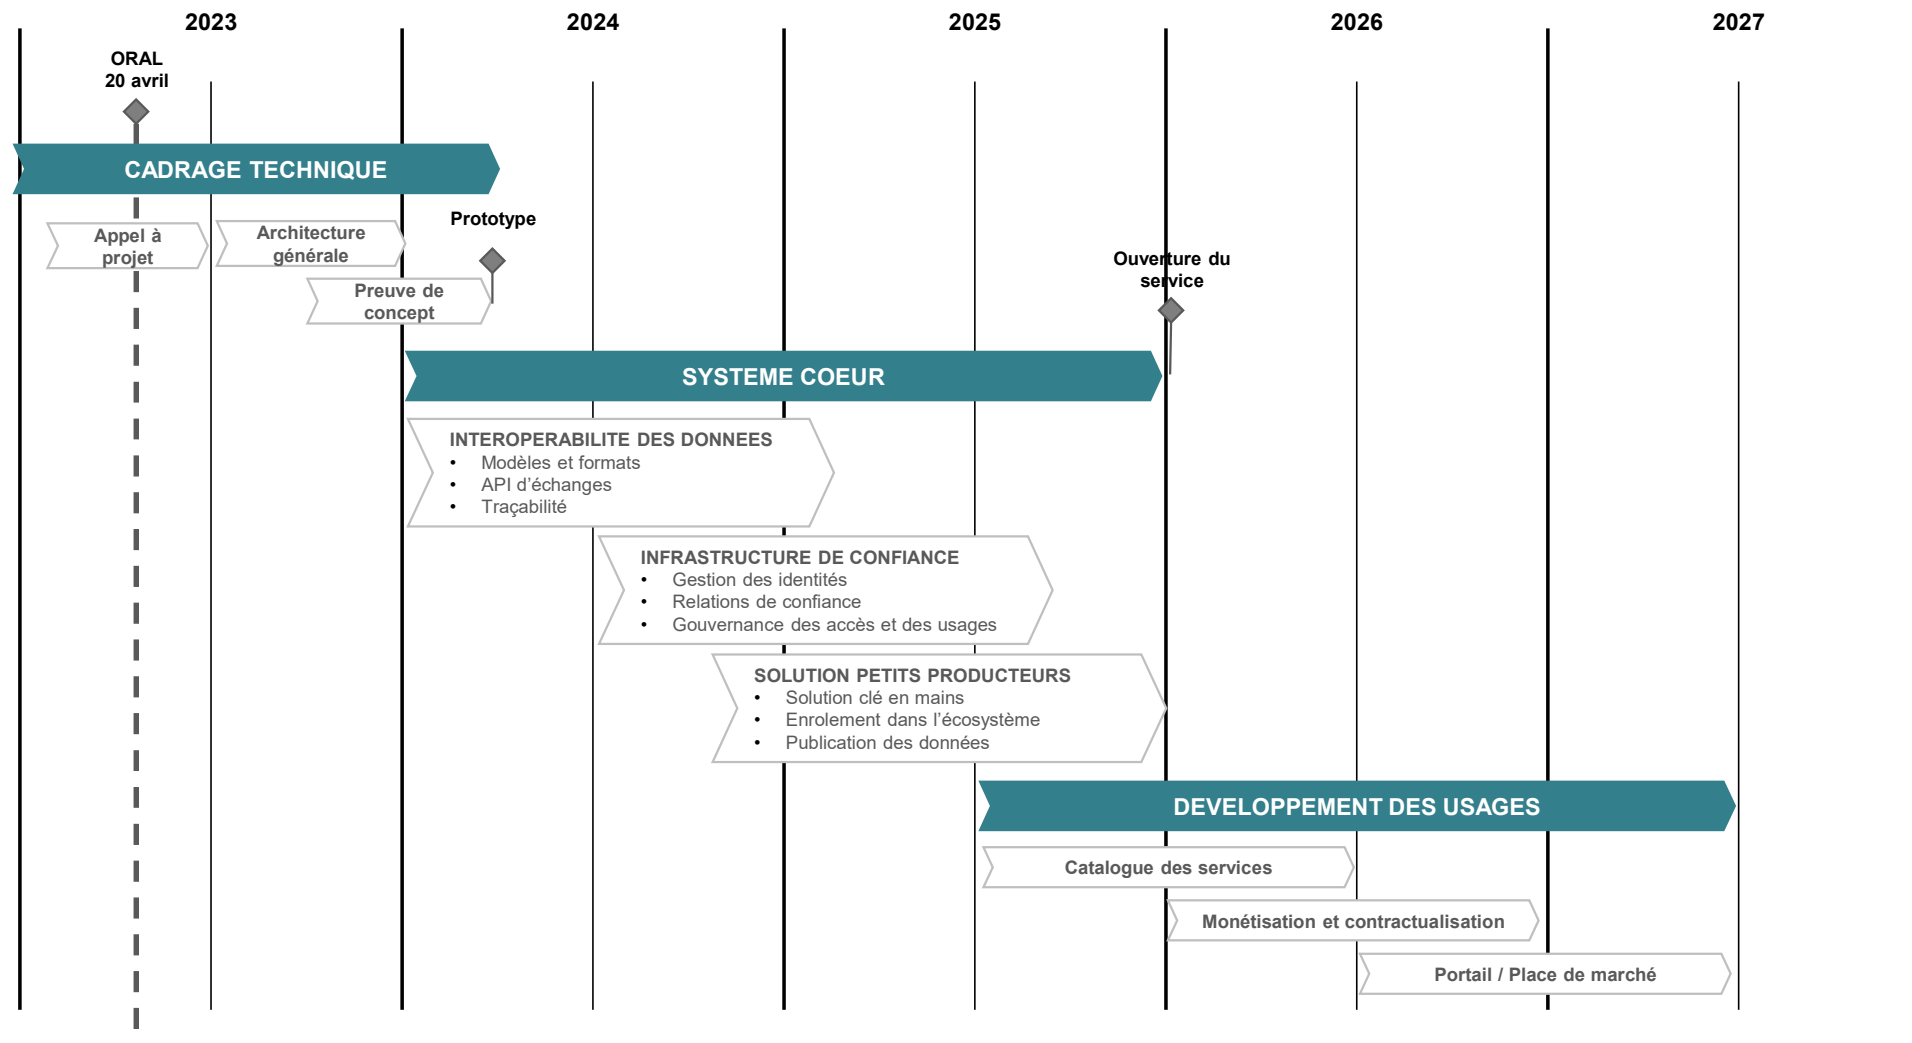 2023
2024
2025
2026
2027
ORAL
20 avril
CADRAGE TECHNIQUE
Appel à
projet
Architecture
générale
Prototype
Preuve de
concept
Ouverture du
service
SYSTEME COEUR
INTEROPERABILITE DES DONNEES
• Modèles et formats
• API d’échanges
• Traçabilité
INFRASTRUCTURE DE CONFIANCE
• Gestion des identités
• Relations de confiance
• Gouvernance des accès et des usages
SOLUTION PETITS PRODUCTEURS
• Solution clé en mains
• Enrolement dans l’écosystème
• Publication des données
DEVELOPPEMENT DES USAGES
Catalogue des services
Monétisation et contractualisation
Portail / Place de marché